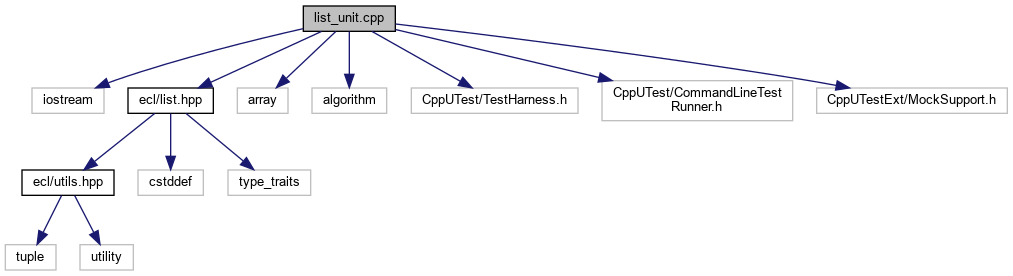 list_unit.cpp
iostream
ecl/list.hpp
array
algorithm
CppUTest/TestHarness.h
CppUTest/CommandLineTest
Runner.h
CppUTestExt/MockSupport.h
ecl/utils.hpp
cstddef
type_traits
tuple
utility